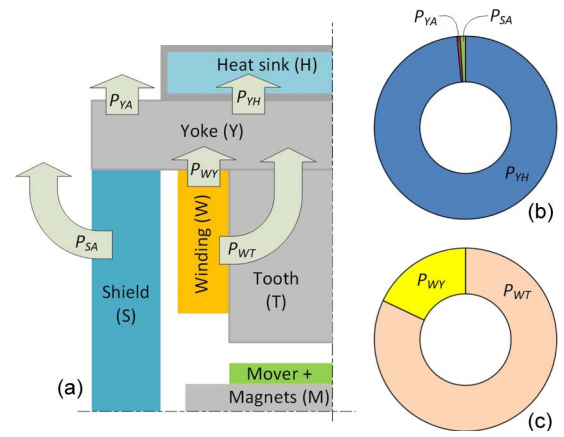 Heat sink (H)
P_YA
P_YH
Yoke (Y)
P_WY
P_SA
Winding (W)
P_WT
Shield
(S)
Tooth
(T)
Mover +
Magnets (M)
(a)
P_YA
P_SA
P_YH
(b)
P_WY
P_WT
(c)